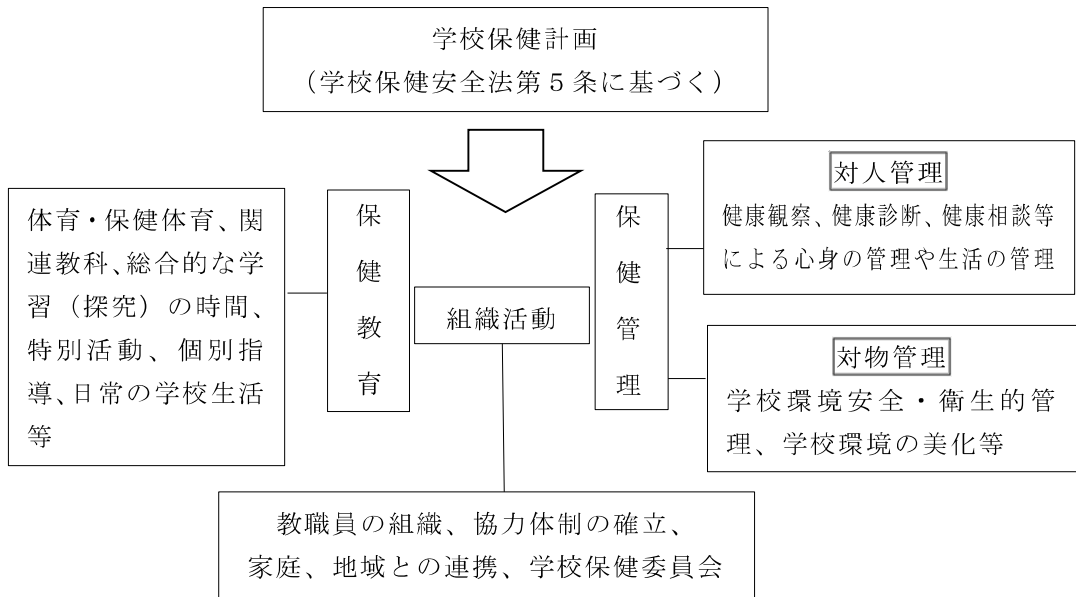 学校保健計画
（学校保健安全法第５条に基づく）
体育・保健体育、関
連教科、総合的な学
習（探究）の時間、
特別活動、個別指
導、日常の学校生活
等
保健教育
組織活動
保健管理
対人管理
健康観察、健康診断、健康相談等
による心身の管理や生活の管理
対物管理
学校環境安全・衛生的管
理、学校環境の美化等
教職員の組織、協力体制の確立、
家庭、地域との連携、学校保健委員会